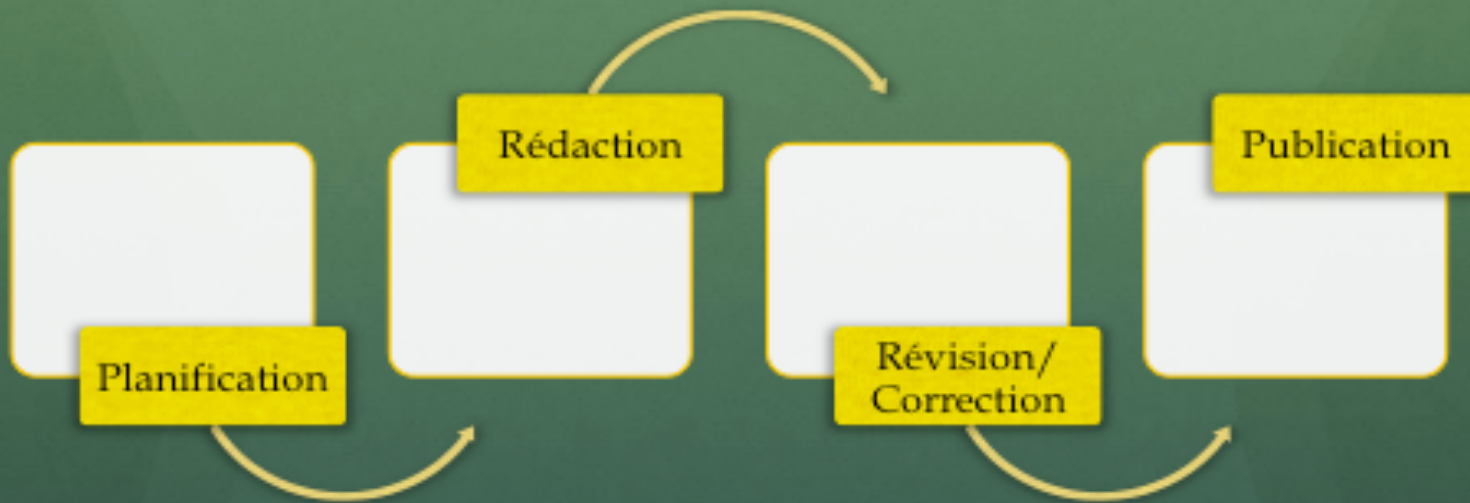 Planification
Rédaction
Révision/
Correction
Publication